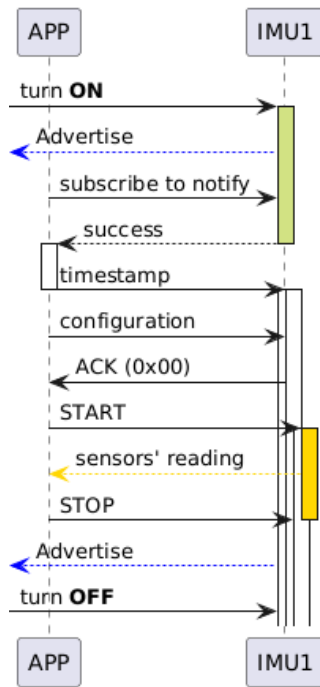 APP IMU1
turn ON
Advertise
subscribe to notify
success
timestamp
configuration
ACK (0x00)
START
sensors' reading
STOP
Advertise
turn OFF
APP IMU1